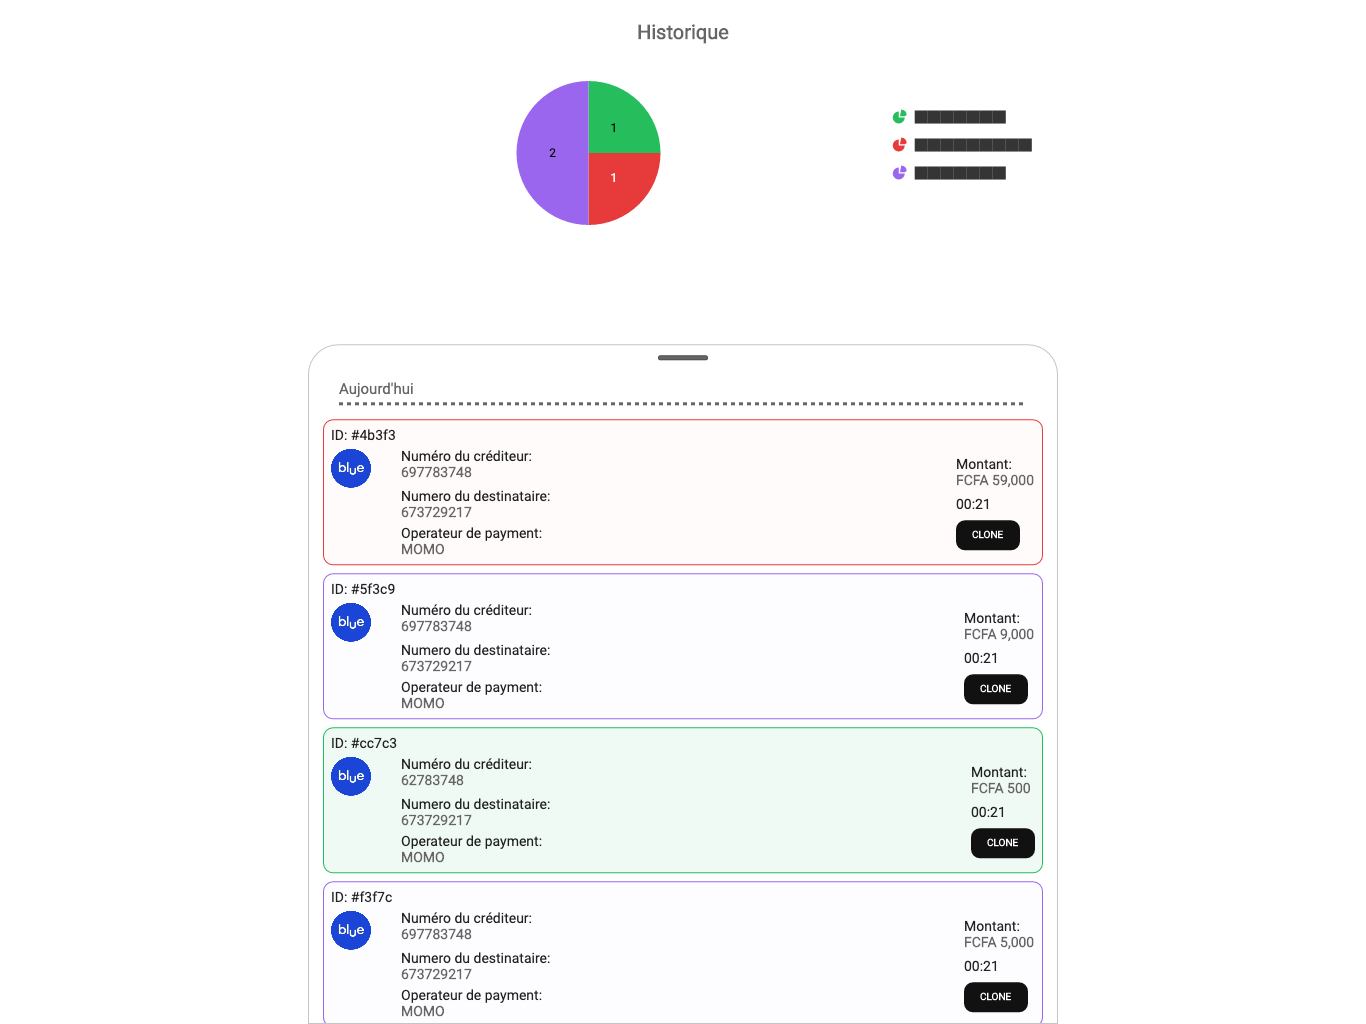 Historique
2
1
1
Aujourd'hui
ID: #4b3f3
blue
Numéro du créditeur:
697783748
Numero du destinataire:
673729217
Operateur de payment:
MOMO
Montant:
FCFA 59,000
00:21
CLONE
ID: #5f3c9
blue
Numéro du créditeur:
697783748
Numero du destinataire:
673729217
Operateur de payment:
MOMO
Montant:
FCFA 9,000
00:21
CLONE
ID: #cc7c3
blue
Numéro du créditeur:
62783748
Numero du destinataire:
673729217
Operateur de payment:
MOMO
Montant:
FCFA 500
00:21
CLONE
ID: #f3f7c
blue
Numéro du créditeur:
697783748
Numero du destinataire:
673729217
Operateur de payment:
MOMO
Montant:
FCFA 5,000
00:21
CLONE